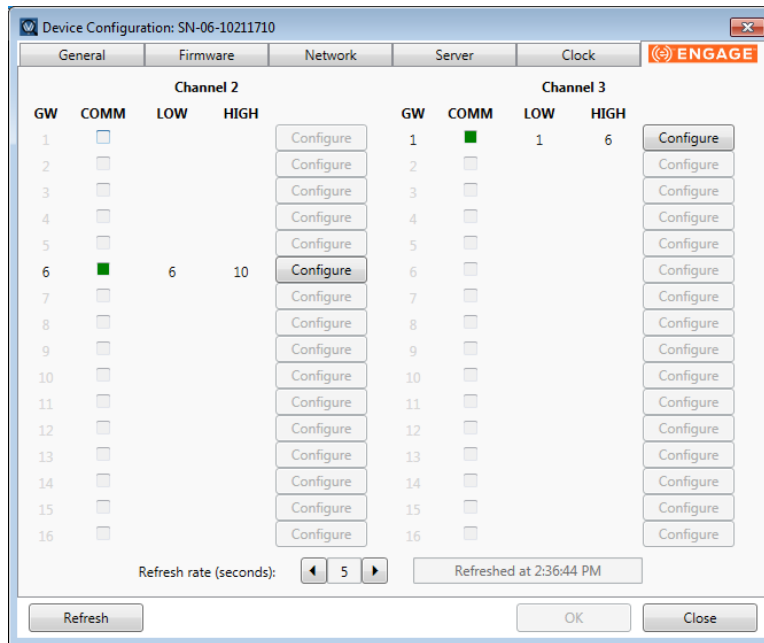 Device Configuration: SN-06-10211710
General Firmware Network Server Clock ENGAGE
Channel 2 Channel 3
GW COMM LOW HIGH GW COMM LOW HIGH
1 Configure 1 1 6 Configure
2 Configure 2 Configure
3 Configure 3 Configure
4 Configure 4 Configure
5 Configure 5 Configure
6 6 10 Configure 6 Configure
7 Configure 7 Configure
8 Configure 8 Configure
9 Configure 9 Configure
10 Configure 10 Configure
11 Configure 11 Configure
12 Configure 12 Configure
13 Configure 13 Configure
14 Configure 14 Configure
15 Configure 15 Configure
16 Configure 16 Configure
Refresh rate (seconds): 5 Refreshed at 2:36:44 PM
Refresh OK Close